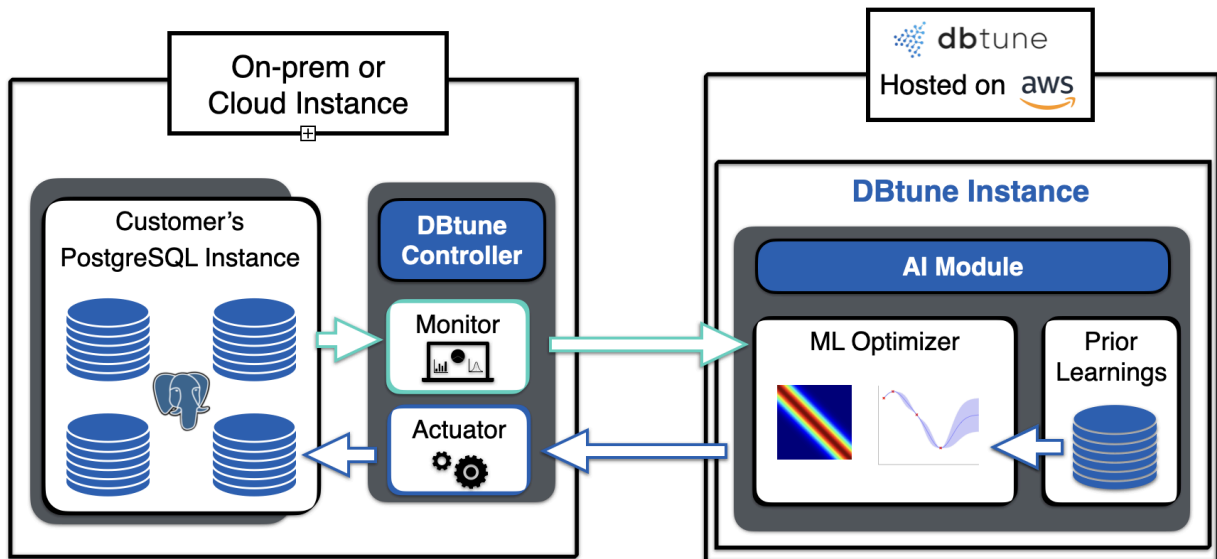 On-prem or
Cloud Instance
Customer's
PostgreSQL Instance
DBtune
Controller
Monitor
Actuator
dbtune
Hosted on aws
DBtune Instance
AI Module
ML Optimizer
Prior
Learnings